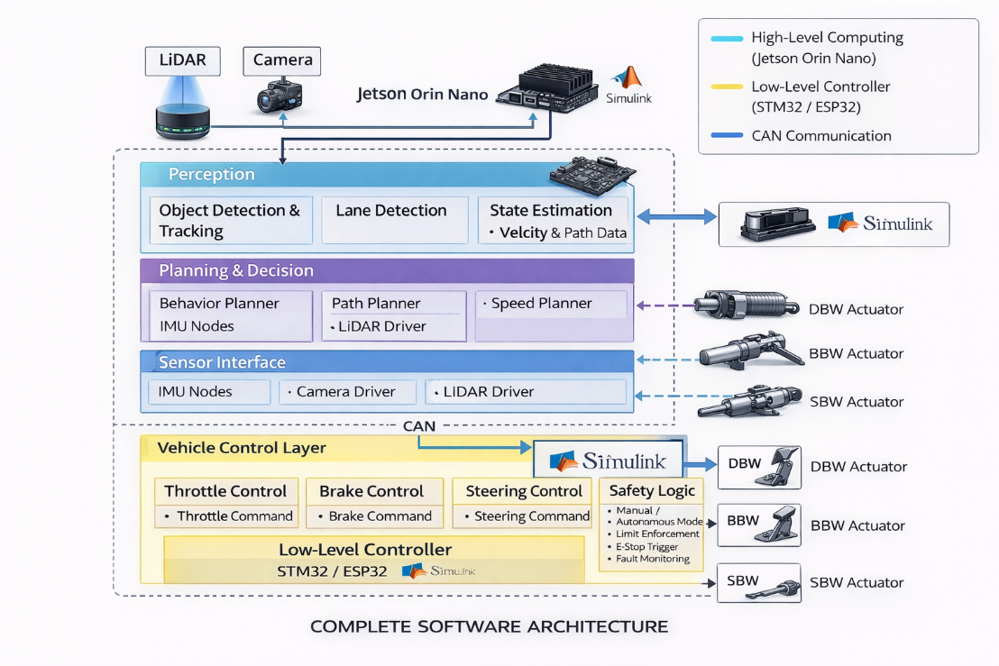 LiDAR
Camera
Jetson Orin Nano
Simulink
High-Level Computing
(Jetson Orin Nano)
Low-Level Controller
(STM32 / ESP32)
CAN Communication
Perception
Object Detection &
Tracking
Lane Detection
State Estimation
• Velcity & Path Data
Simulink
Planning & Decision
Behavior Planner
IMU Nodes
Path Planner
• LiDAR Driver
· Speed Planner
DBW Actuator
BBW Actuator
SBW Actuator
Sensor Interface
IMU Nodes
· Camera Driver
• LiDAR Driver
CAN
Vehicle Control Layer
Simulink
Throttle Control
• Throttle Command
Brake Control
• Brake Command
Steering Control
• Steering Command
Safety Logic
• Manual /
• Autonomous Mode
• Limit Enforcement
• E-Stop Trigger
• Fault Monitoring
Low-Level Controller
STM32 / ESP32
Simulink
DBW
DBW Actuator
BBW
BBW Actuator
SBW
SBW Actuator
COMPLETE SOFTWARE ARCHITECTURE